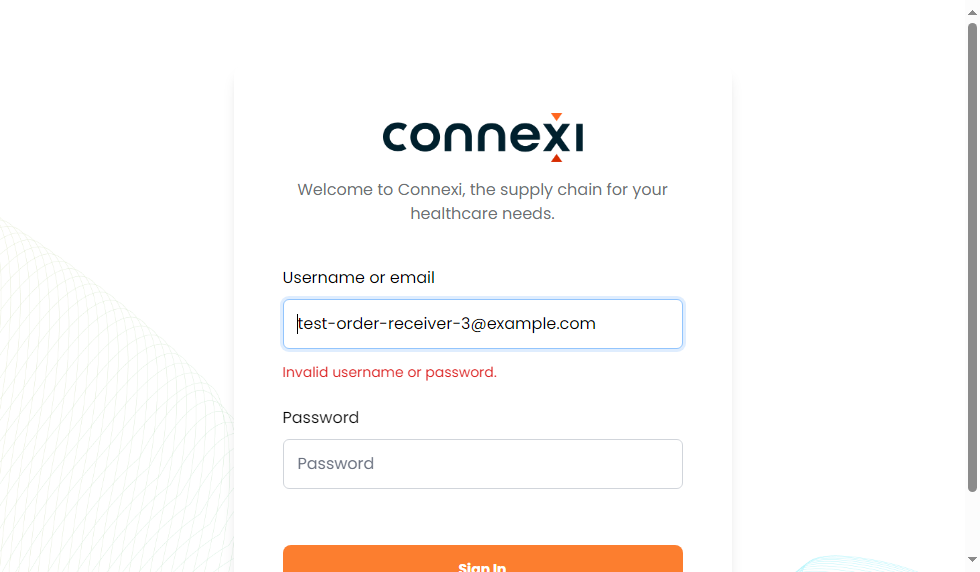 connexi
Welcome to Connexi, the supply chain for your
healthcare needs.
Username or email
test-order-receiver-3@example.com
Invalid username or password.
Password
Password
Sign In